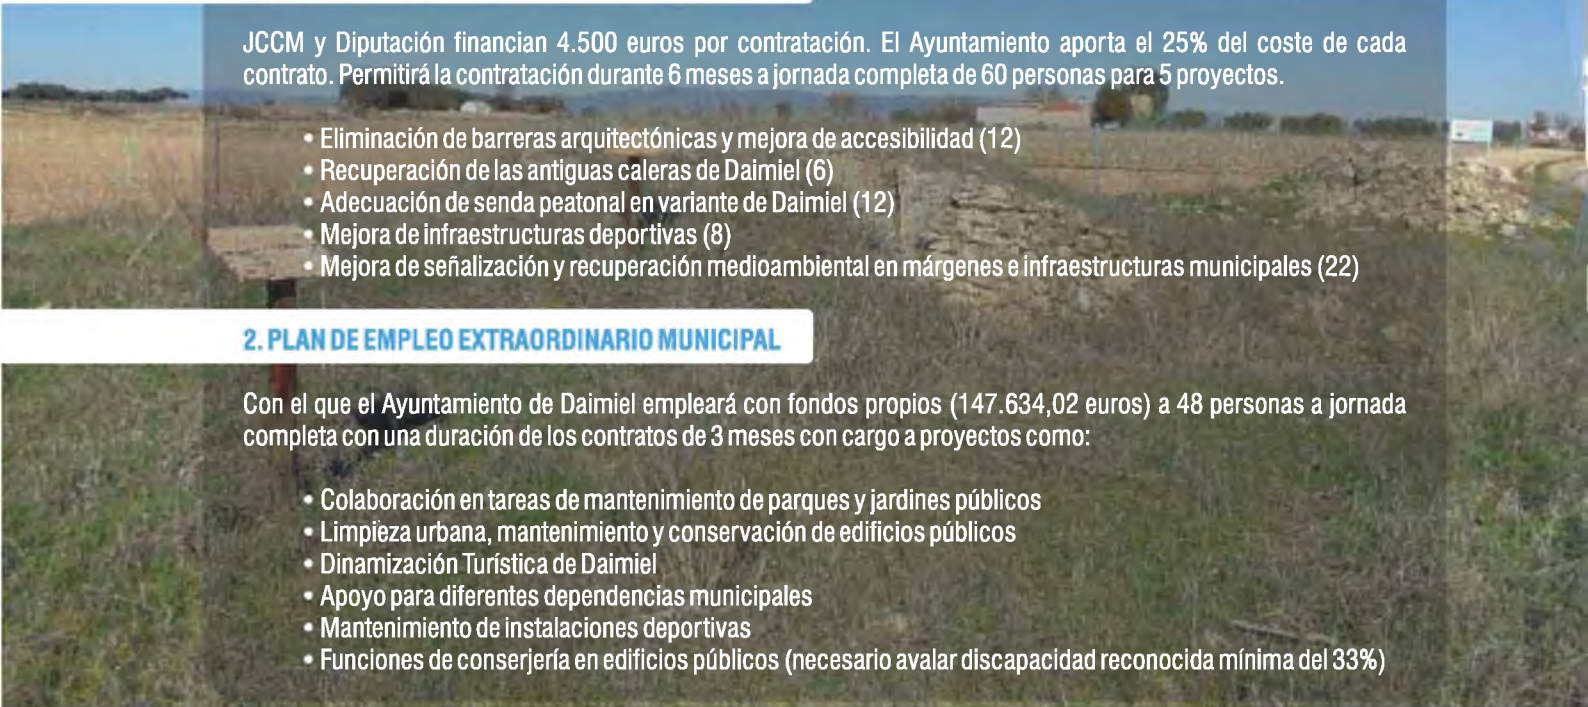 JCCM y Diputación financian 4.500 euros por contratación. El Ayuntamiento aporta el 25% del coste de cada
contrato. Permitirá la contratación durante 6 meses a jornada completa de 60 personas para 5 proyectos.
• Eliminación de barreras arquitectónicas y mejora de accesibilidad (12)
• Recuperación de las antiguas caleras de Daimiel (6)
• Adecuación de senda peatonal en variante de Daimiel (12)
• Mejora de infraestructuras deportivas (8)
• Mejora de señalización y recuperación medioambiental en márgenes e infraestructuras municipales (22)
2. PLAN DE EMPLEO EXTRAORDINARIO MUNICIPAL
Con el que el Ayuntamiento de Daimiel empleará con fondos propios (147.634,02 euros) a 48 personas a jornada
completa con una duración de los contratos de 3 meses con cargo a proyectos como:
• Colaboración en tareas de mantenimiento de parques y jardines públicos
• Limpieza urbana, mantenimiento y conservación de edificios públicos
• Dinamización Turística de Daimiel
• Apoyo para diferentes dependencias municipales
• Mantenimiento de instalaciones deportivas
• Funciones de conserjería en edificios públicos (necesario avalar discapacidad reconocida mínima del 33%)